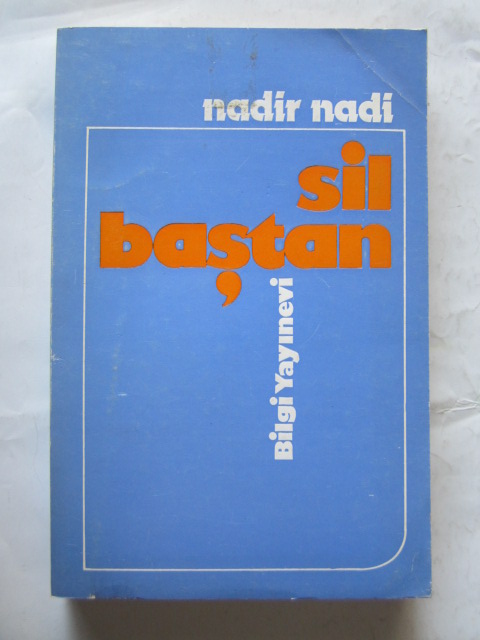 nadir nadi
sil
baştan
Bilgi Yayınevi